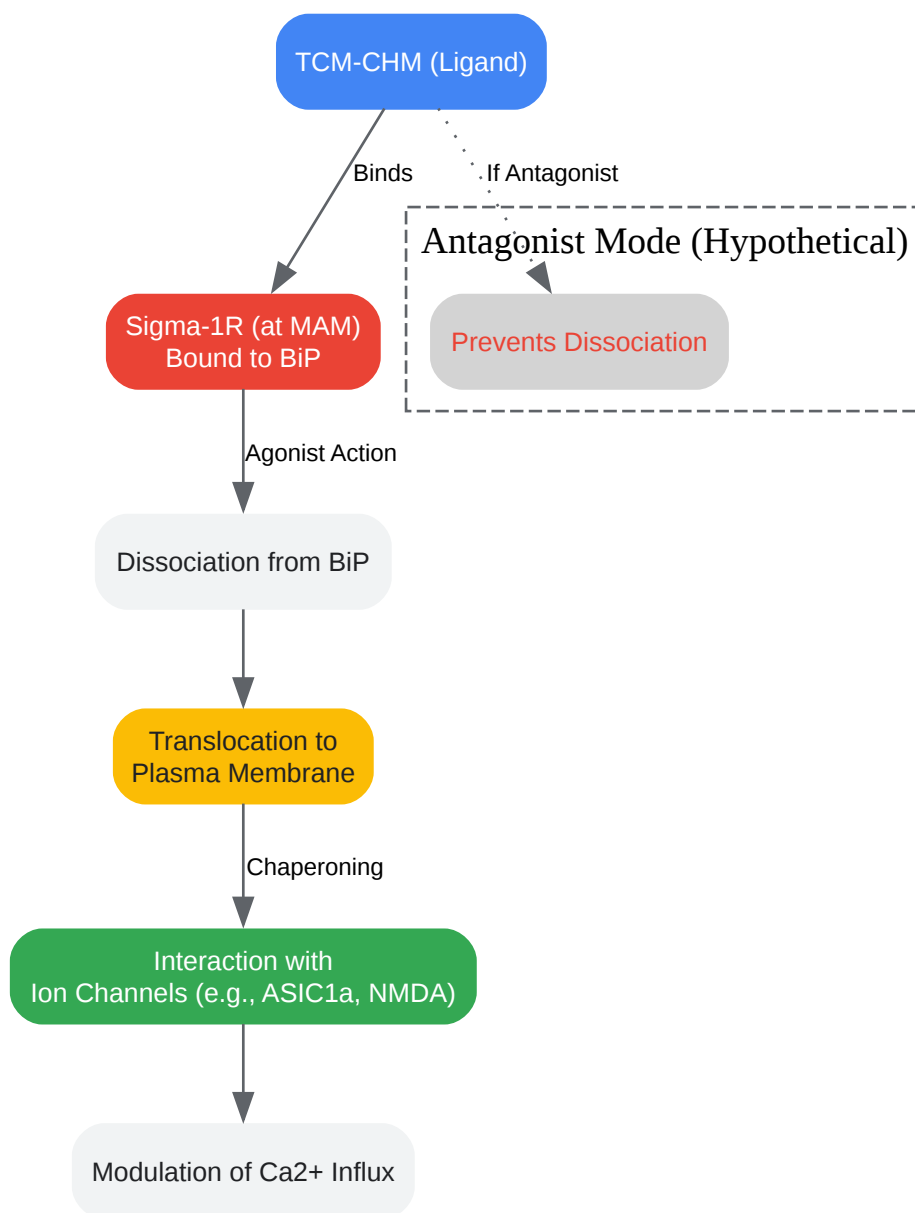 TCM-CHM (Ligand)
Binds
If Antagonist
Antagonist Mode (Hypothetical)
Sigma-1R (at MAM)
Bound to BiP
Prevents Dissociation
Agonist Action
Dissociation from BiP
Translocation to
Plasma Membrane
Chaperoning
Interaction with
Ion Channels (e.g., ASIC1a, NMDA)
Modulation of Ca2+ Influx